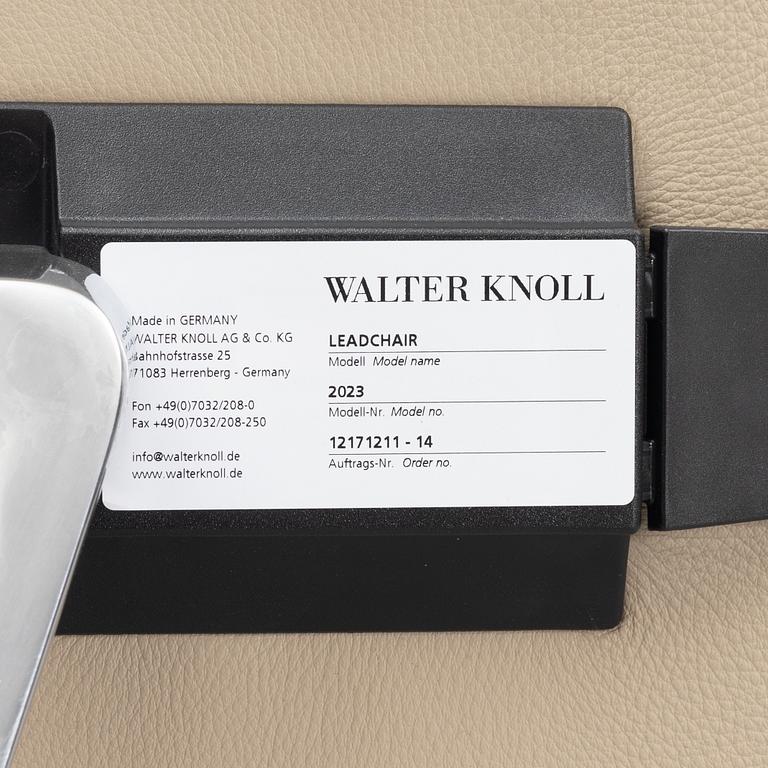 WALTER KNOLL
Made in GERMANY
WALTER KNOLL AG & Co. KG
Bahnhofstrasse 25
71083 Herrenberg - Germany
Fon +49(0)7032/208-0
Fax +49(0)7032/208-250
info@walterknoll.de
www.walterknoll.de
LEADCHAIR
Modell Model name
2023
Modell-Nr. Model no.
12171211 - 14
Auftrags-Nr. Order no.